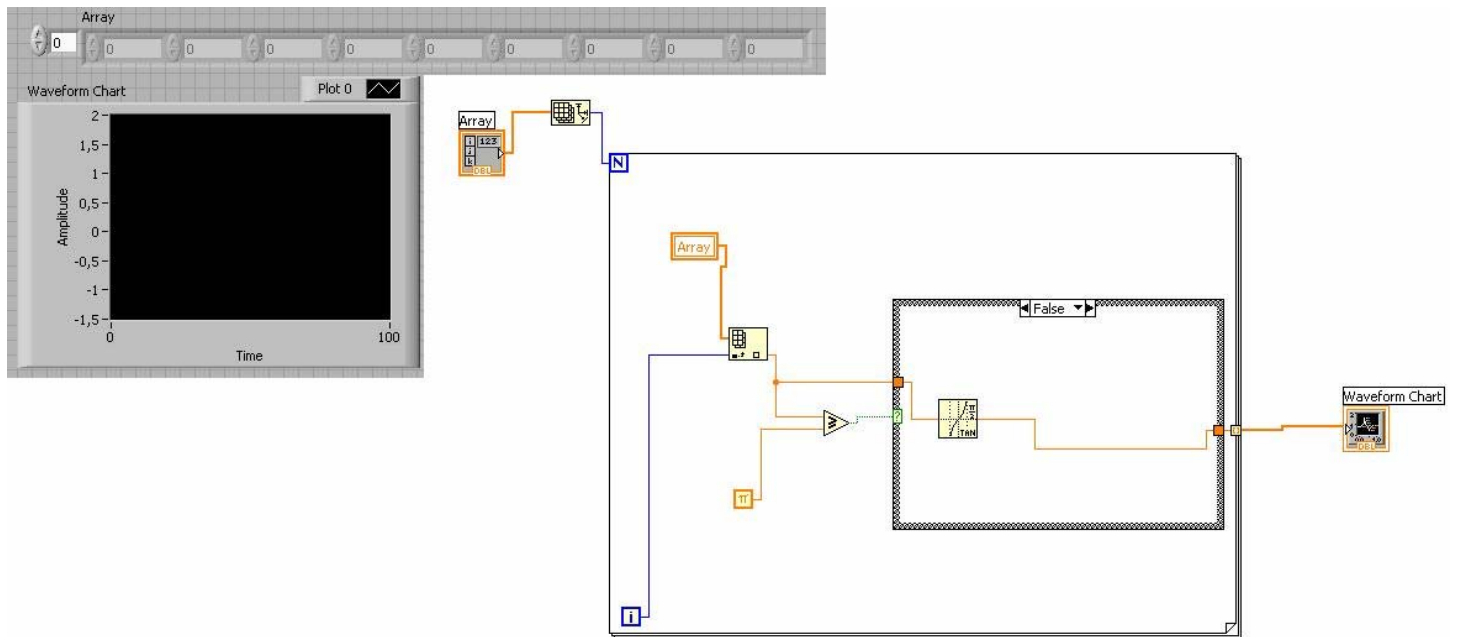 Array
0 0 0 0 0 0 0 0 0 0
Waveform Chart Plot 0
2
1,5
1
0,5
0
-0,5
-1
-1,5
Amplitude
0 100
Time
Array
i 123
j
k
DBL
N
Array
False
?
TAN
π
2
π
i
Waveform Chart
DBL